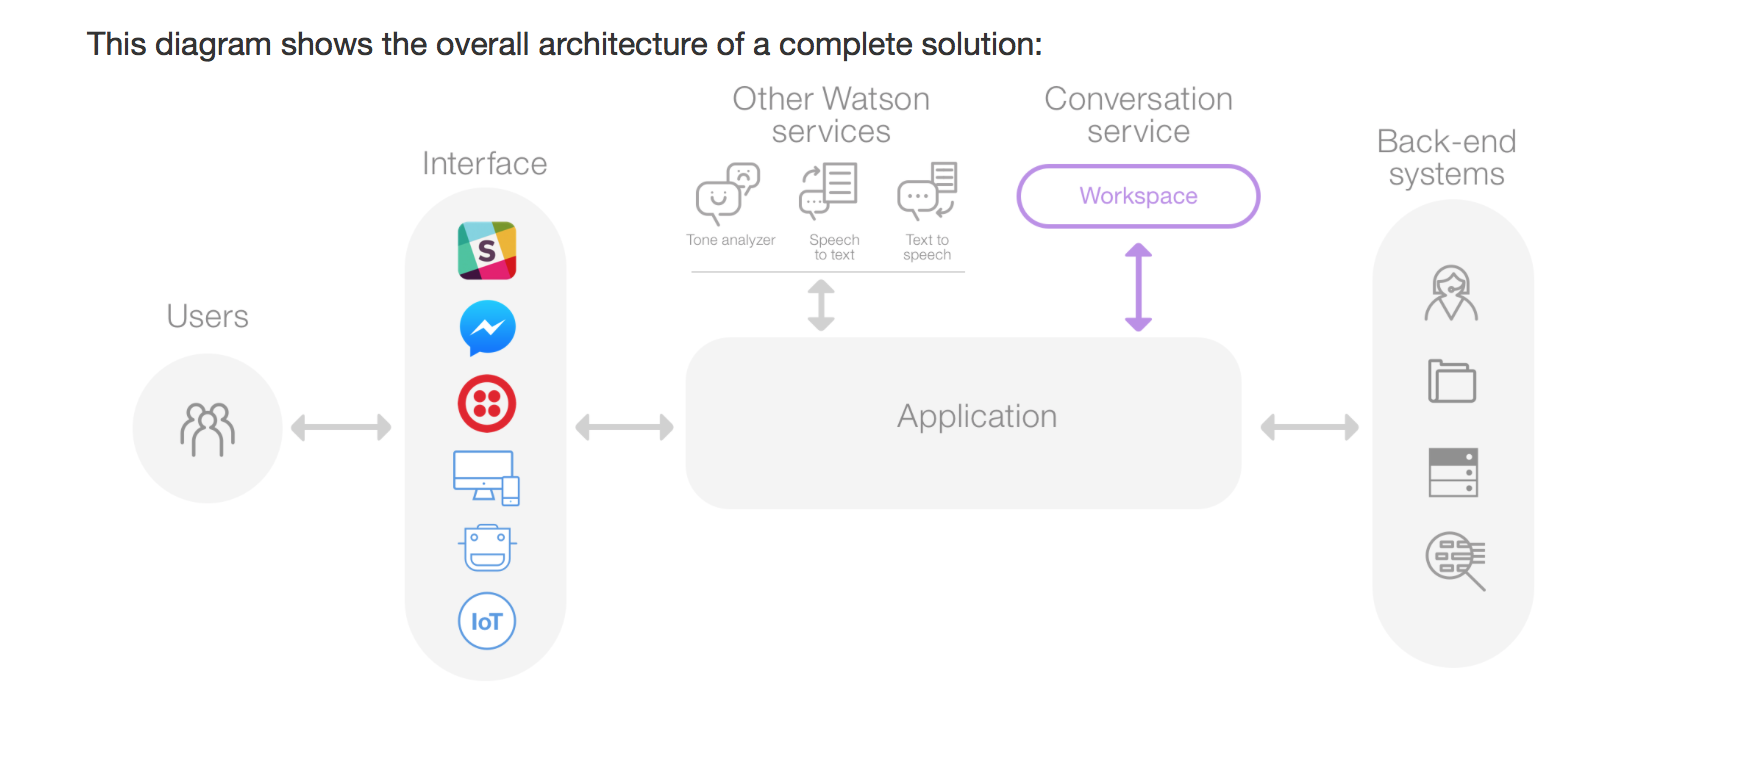 This diagram shows the overall architecture of a complete solution:
Other Watson
services
Conversation
service
Back-end
systems
Interface
Workspace
Tone analyzer
Speech
to text
Text to
speech
S
Users
Application
IoT